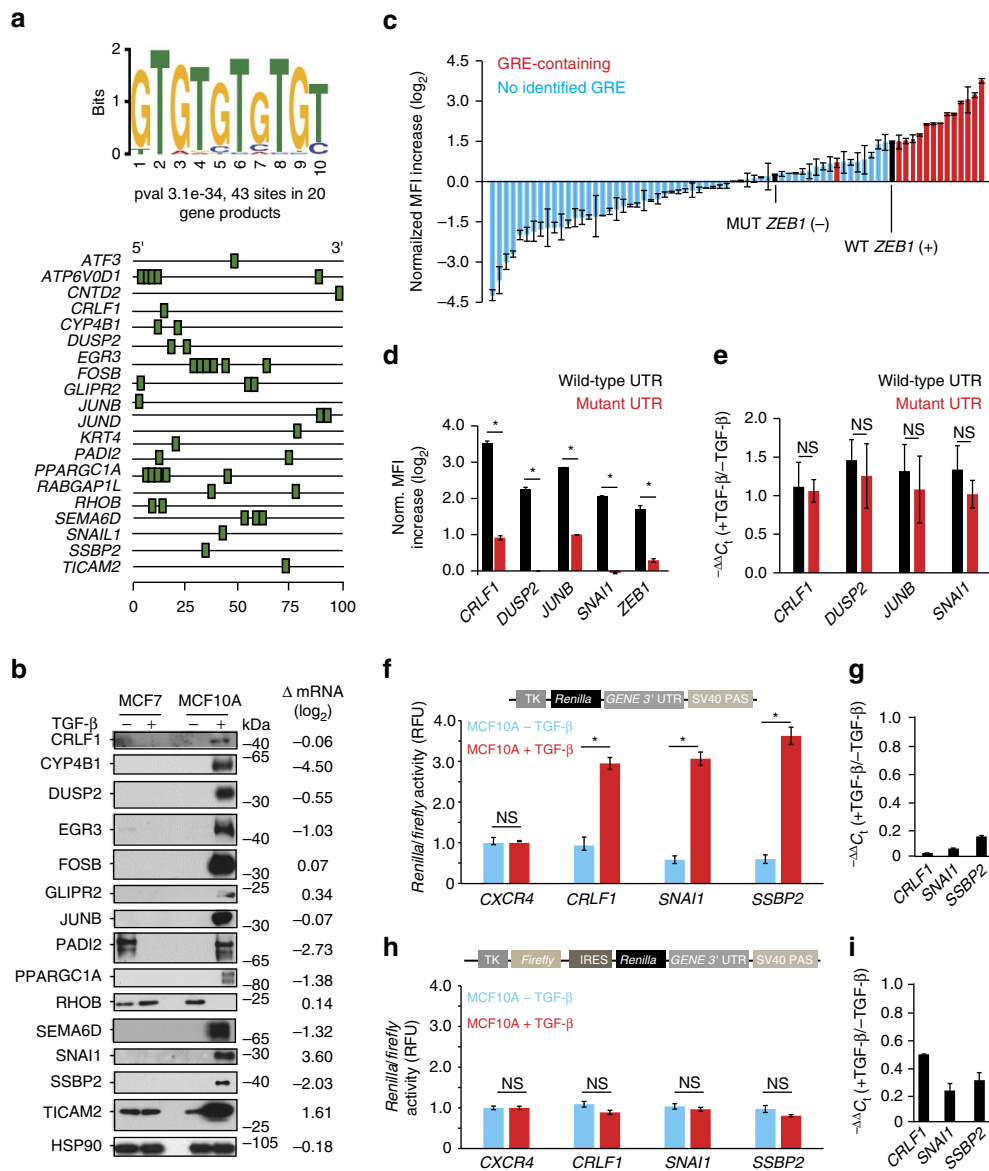 a
2
1
0
Bits
GTGTGTGTGT
1 2 3 4 5 6 7 8 9 10
pval 3.1e-34, 43 sites in 20
gene products
5' 3'
ATF3
ATP6V0D1
CNTD2
CRLF1
CYP4B1
DUSP2
EGR3
FOSB
GLIPR2
JUNB
JUND
KRT4
PADI2
PPARGC1A
RABGAP1L
RHOB
SEMA6D
SNAIL1
SSBP2
TICAM2
0 25 50 75 100
b
MCF7 MCF10A Δ mRNA
(log2)
TGF-β – + – + kDa
CRLF1 –40 –0.06
–65
CYP4B1 –4.50
DUSP2 –30 –0.55
EGR3 –40 –1.03
FOSB –30 0.07
GLIPR2 –25 0.34
JUNB –30 –0.07
PADI2 –65 –2.73
PPARGC1A –80 –1.38
RHOB –25 0.14
SEMA6D –65 –1.32
SNAI1 –30 3.60
SSBP2 –40 –2.03
TICAM2 –25 1.61
HSP90 –105 –0.18
c
Normalized MFI increase (log2)
4.5
3.0
1.5
0.0
–1.5
–3.0
–4.5
GRE-containing
No identified GRE
MUT ZEB1 (–)
WT ZEB1 (+)
d
Wild-type UTR
Mutant UTR
Norm. MFI
increase (log2)
4.0
3.0
2.0
1.0
0.0
* * * * *
CRLF1 DUSP2 JUNB SNAI1 ZEB1
e
Wild-type UTR
Mutant UTR
–ΔΔCt (+TGF-β/–TGF-β)
2.0
1.5
1.0
0.5
0.0
NS NS NS NS
CRLF1 DUSP2 JUNB SNAI1
f
TK Renilla GENE 3' UTR SV40 PAS
MCF10A – TGF-β
MCF10A + TGF-β
Renilla/firefly activity (RFU)
4.0
3.0
2.0
1.0
0
NS * * *
CXCR4 CRLF1 SNAI1 SSBP2
g
–ΔΔCt (+TGF-β/–TGF-β)
1.0
0.8
0.6
0.4
0.2
0
CRLF1 SNAI1 SSBP2
h
TK Firefly IRES Renilla GENE 3' UTR SV40 PAS
MCF10A – TGF-β
MCF10A + TGF-β
Renilla/firefly
activity (RFU)
4.0
3.0
2.0
1.0
0
NS NS NS NS
CXCR4 CRLF1 SNAI1 SSBP2
i
–ΔΔCt (+TGF-β/–TGF-β)
1.0
0.8
0.6
0.4
0.2
0
CRLF1 SNAI1 SSBP2